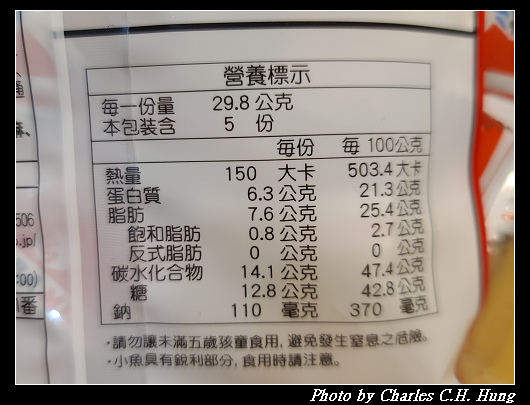 營養標示
每一份量 29.8公克
本包裝含 5 份
每份 每100公克
熱量 150 大卡 503.4大卡
蛋白質 6.3公克 21.3公克
脂肪 7.6公克 25.4公克
飽和脂肪 0.8公克 2.7公克
反式脂肪 0 公克 0 公克
碳水化合物 14.1公克 47.4公克
糖 12.8公克 42.8公克
鈉 110 毫克 370 毫克
·請勿讓未滿五歲孩童食用,避免發生窒息之危險。
·小魚具有銳利部分,食用時請注意。
506
.jp/
:00)
番
Photo by Charles C.H. Hung